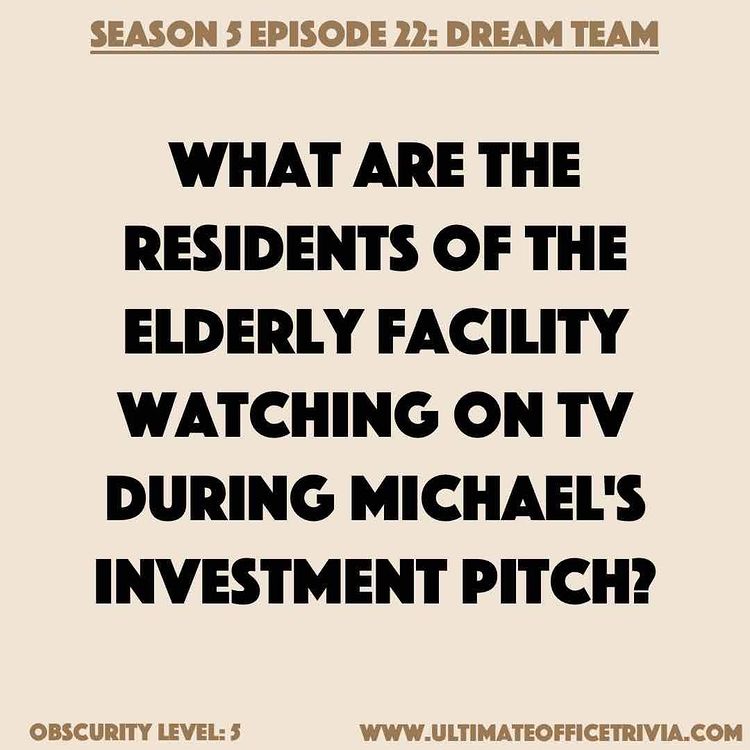 SEASON 5 EPISODE 22: DREAM TEAM
WHAT ARE THE
RESIDENTS OF THE
ELDERLY FACILITY
WATCHING ON TV
DURING MICHAEL'S
INVESTMENT PITCH?
OBSCURITY LEVEL: 5
WWW.ULTIMATEOFFICETRIVIA.COM